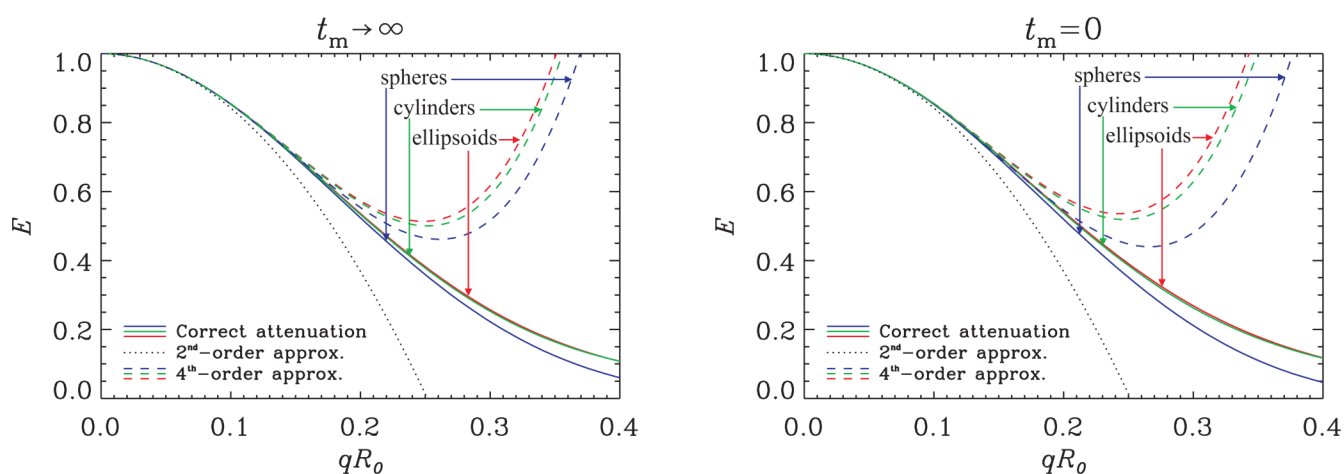 t_m→∞
E
1.0
0.8
0.6
0.4
0.2
0.0
spheres
cylinders
ellipsoids
Correct attenuation
2nd-order approx.
4th-order approx.
0.0 0.1 0.2 0.3 0.4
qR_0
t_m=0
E
1.0
0.8
0.6
0.4
0.2
0.0
spheres
cylinders
ellipsoids
Correct attenuation
2nd-order approx.
4th-order approx.
0.0 0.1 0.2 0.3 0.4
qR_0